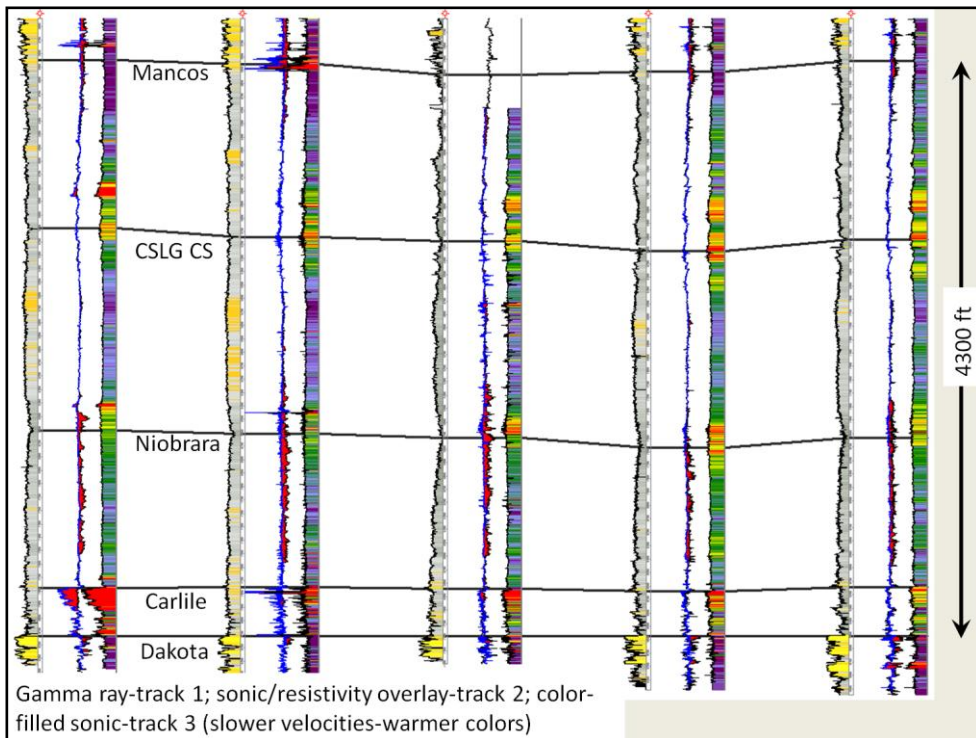 Mancos
CSLG CS
Niobrara
Carlile
Dakota
4300 ft
Gamma ray-track 1; sonic/resistivity overlay-track 2; color-
filled sonic-track 3 (slower velocities-warmer colors)